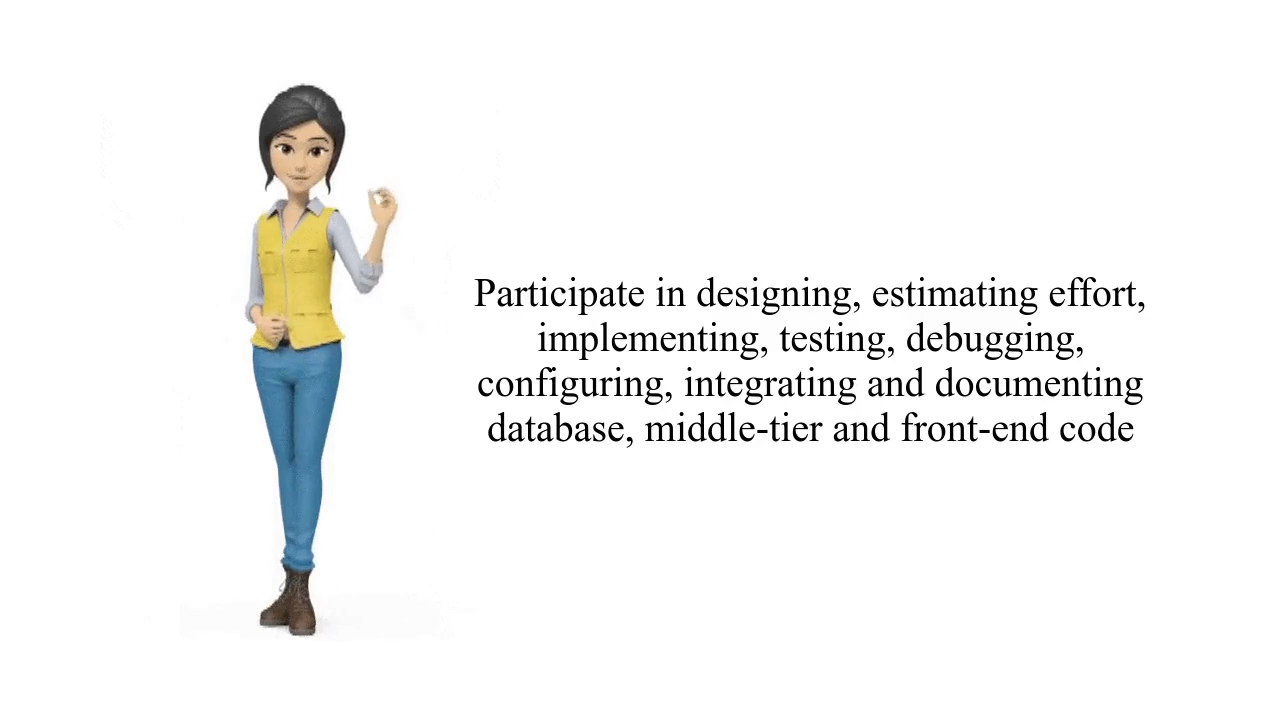 Participate in designing, estimating effort,
implementing, testing, debugging,
configuring, integrating and documenting
database, middle-tier and front-end code